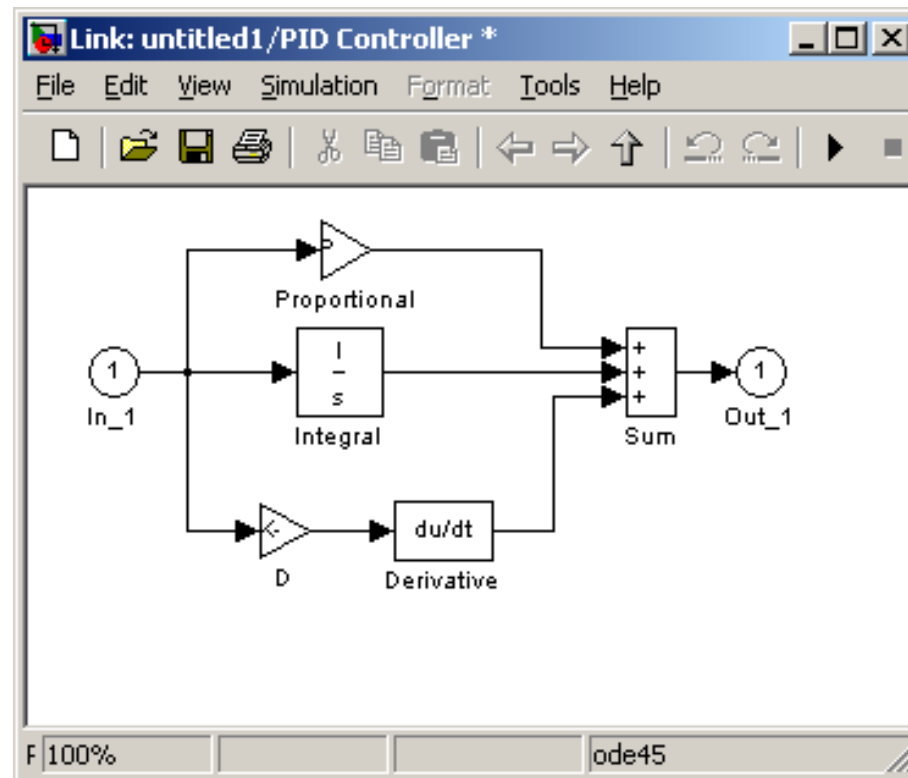 Link: untitled1/PID Controller *
File Edit View Simulation Format Tools Help
Proportional
1
In_1
I
s
Integral
+
+
+
Sum
1
Out_1
D
du/dt
Derivative
100%
ode45